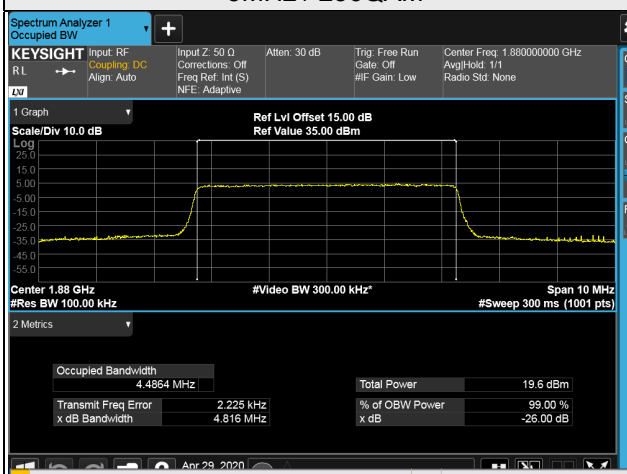 Spectrum Analyzer 1
Occupied BW
+
KEYSIGHT Input: RF Input Z: 50 Ω Atten: 30 dB Trig: Free Run Center Freq: 1.880000000 GHz
RL Coupling: DC Corrections: Off Gate: Off Avg|Hold: 1/1
Align: Auto Freq Ref: Int (S) #IF Gain: Low Radio Std: None
LXI NFE: Adaptive
1 Graph
Ref Lvl Offset 15.00 dB
Scale/Div 10.0 dB Ref Value 35.00 dBm
Log
25.0
15.0
5.00
-5.00
-15.0
-25.0
-35.0
-45.0
-55.0
Center 1.88 GHz #Video BW 300.00 kHz* Span 10 MHz
#Res BW 100.00 kHz #Sweep 300 ms (1001 pts)
2 Metrics
Occupied Bandwidth
4.4864 MHz Total Power 19.6 dBm
Transmit Freq Error 2.225 kHz % of OBW Power 99.00 %
x dB Bandwidth 4.816 MHz x dB -26.00 dB
Apr 29, 2020